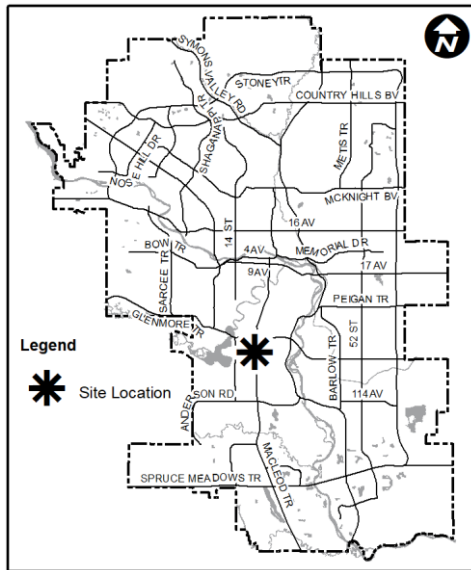 N
SYMONS VALLEY RD
STONEY TR
COUNTRY HILLS BV
SHAGANAPPI TR
METIS TR
NOSE HILL DR
MCKNIGHT BV
14 ST
16 AV
BOW TR
4 AV
MEMORIAL DR
9 AV
17 AV
SARCEE TR
PEIGAN TR
GLENMORE TR
BARLOW TR
52 ST
Legend
Site Location
ANDERSON RD
114 AV
MACLEOD TR
SPRUCE MEADOWS TR